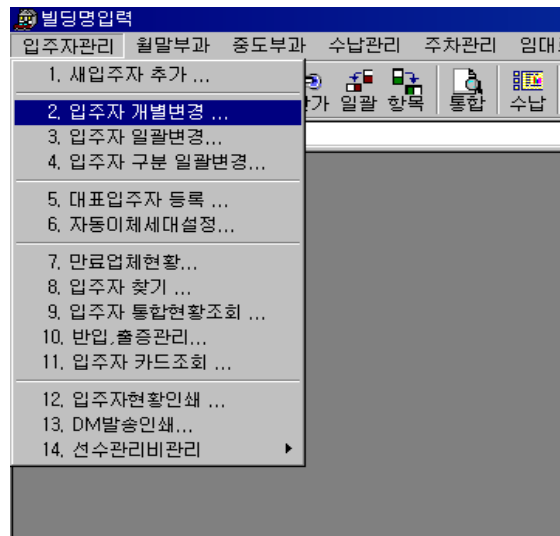 빌딩명입력
입주자관리 월말부과 중도부과 수납관리 주차관리
일괄 항목 통합 수납
1. 새입주자 추가 ...
2. 입주자 개별변경 ...
3. 입주자 일괄변경...
4. 입주자 구분 일괄변경...
5. 대표입주자 등록 ...
6. 자동이체세대설정...
7. 만료업체현황...
8. 입주자 찾기 ...
9. 입주자 통합현황조회 ...
10. 반입,출증관리...
11. 입주자 카드조회 ...
12. 입주자현황인쇄 ...
13. DM발송인쇄...
14. 선수관리비관리